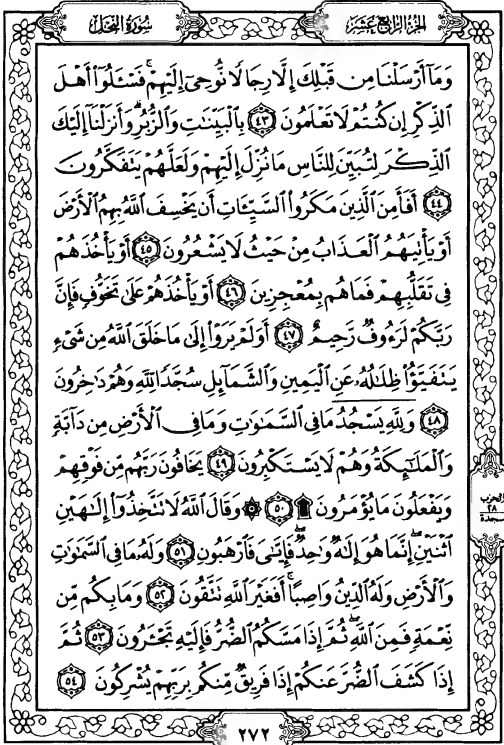 الجزء الرابع عشر
سورة النحل
وَمَآ أَرْسَلْنَا مِن قَبْلِكَ إِلَّا رِجَالًا نُّوحِىٓ إِلَيْهِمْ ۚ فَسْـَٔلُوٓا۟ أَهْلَ
ٱلذِّكْرِ إِن كُنتُمْ لَا تَعْلَمُونَ ٤٣ بِٱلْبَيِّنَـٰتِ وَٱلزُّبُرِ ۗ وَأَنزَلْنَآ إِلَيْكَ
ٱلذِّكْرَ لِتُبَيِّنَ لِلنَّاسِ مَا نُزِّلَ إِلَيْهِمْ وَلَعَلَّهُمْ يَتَفَكَّرُونَ
٤٤ أَفَأَمِنَ ٱلَّذِينَ مَكَرُوا۟ ٱلسَّيِّـَٔاتِ أَن يَخْسِفَ ٱللَّهُ بِهِمُ ٱلْأَرْضَ
أَوْ يَأْتِيَهُمُ ٱلْعَذَابُ مِنْ حَيْثُ لَا يَشْعُرُونَ ٤٥ أَوْ يَأْخُذَهُمْ
فِى تَقَلُّبِهِمْ فَمَا هُم بِمُعْجِزِينَ ٤٦ أَوْ يَأْخُذَهُمْ عَلَىٰ تَخَوُّفٍ فَإِنَّ
رَبَّكُمْ لَرَءُوفٌ رَّحِيمٌ ٤٧ أَوَلَمْ يَرَوْا۟ إِلَىٰ مَا خَلَقَ ٱللَّهُ مِن شَىْءٍ
يَتَفَيَّؤُا۟ ظِلَـٰلُهُۥ عَنِ ٱلْيَمِينِ وَٱلشَّمَآئِلِ سُجَّدًا لِّلَّهِ وَهُمْ دَٰخِرُونَ
٤٨ وَلِلَّهِ يَسْجُدُ مَا فِى ٱلسَّمَـٰوَٰتِ وَمَا فِى ٱلْأَرْضِ مِن دَآبَّةٍ
وَٱلْمَلَـٰٓئِكَةُ وَهُمْ لَا يَسْتَكْبِرُونَ ٤٩ يَخَافُونَ رَبَّهُم مِّن فَوْقِهِمْ
وَيَفْعَلُونَ مَا يُؤْمَرُونَ ۩ ٥٠ ۞ وَقَالَ ٱللَّهُ لَا تَتَّخِذُوٓا۟ إِلَـٰهَيْنِ
ٱثْنَيْنِ ۖ إِنَّمَا هُوَ إِلَـٰهٌ وَٰحِدٌ ۖ فَإِيَّـٰىَ فَٱرْهَبُونِ ٥١ وَلَهُۥ مَا فِى ٱلسَّمَـٰوَٰتِ
وَٱلْأَرْضِ وَلَهُ ٱلدِّينُ وَاصِبًا ۚ أَفَغَيْرَ ٱللَّهِ تَتَّقُونَ ٥٢ وَمَا بِكُم مِّن
نِّعْمَةٍ فَمِنَ ٱللَّهِ ۖ ثُمَّ إِذَا مَسَّكُمُ ٱلضُّرُّ فَإِلَيْهِ تَجْـَٔرُونَ ٥٣ ثُمَّ
إِذَا كَشَفَ ٱلضُّرَّ عَنكُمْ إِذَا فَرِيقٌ مِّنكُم بِرَبِّهِمْ يُشْرِكُونَ ٥٤
الحزب
٢٨
سجدة
٢٧٢